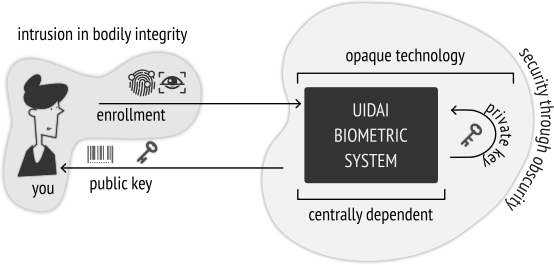 intrusion in bodily integrity
enrollment
you
public key
opaque technology
UIDAI
BIOMETRIC
SYSTEM
private key
centrally dependent
security through obscurity